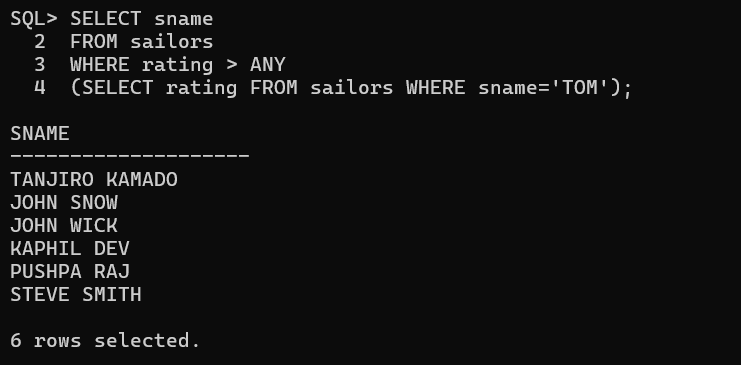 SQL> SELECT sname
  2  FROM sailors
  3  WHERE rating > ANY
  4  (SELECT rating FROM sailors WHERE sname='TOM');

SNAME
--------------------
TANJIRO KAMADO
JOHN SNOW
JOHN WICK
KAPHIL DEV
PUSHPA RAJ
STEVE SMITH

6 rows selected.